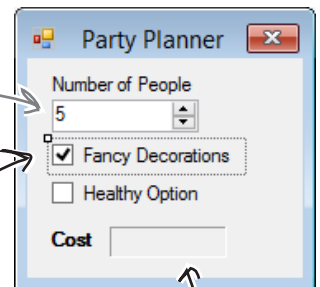 Party Planner
Number of People
5
Fancy Decorations
Healthy Option
Cost